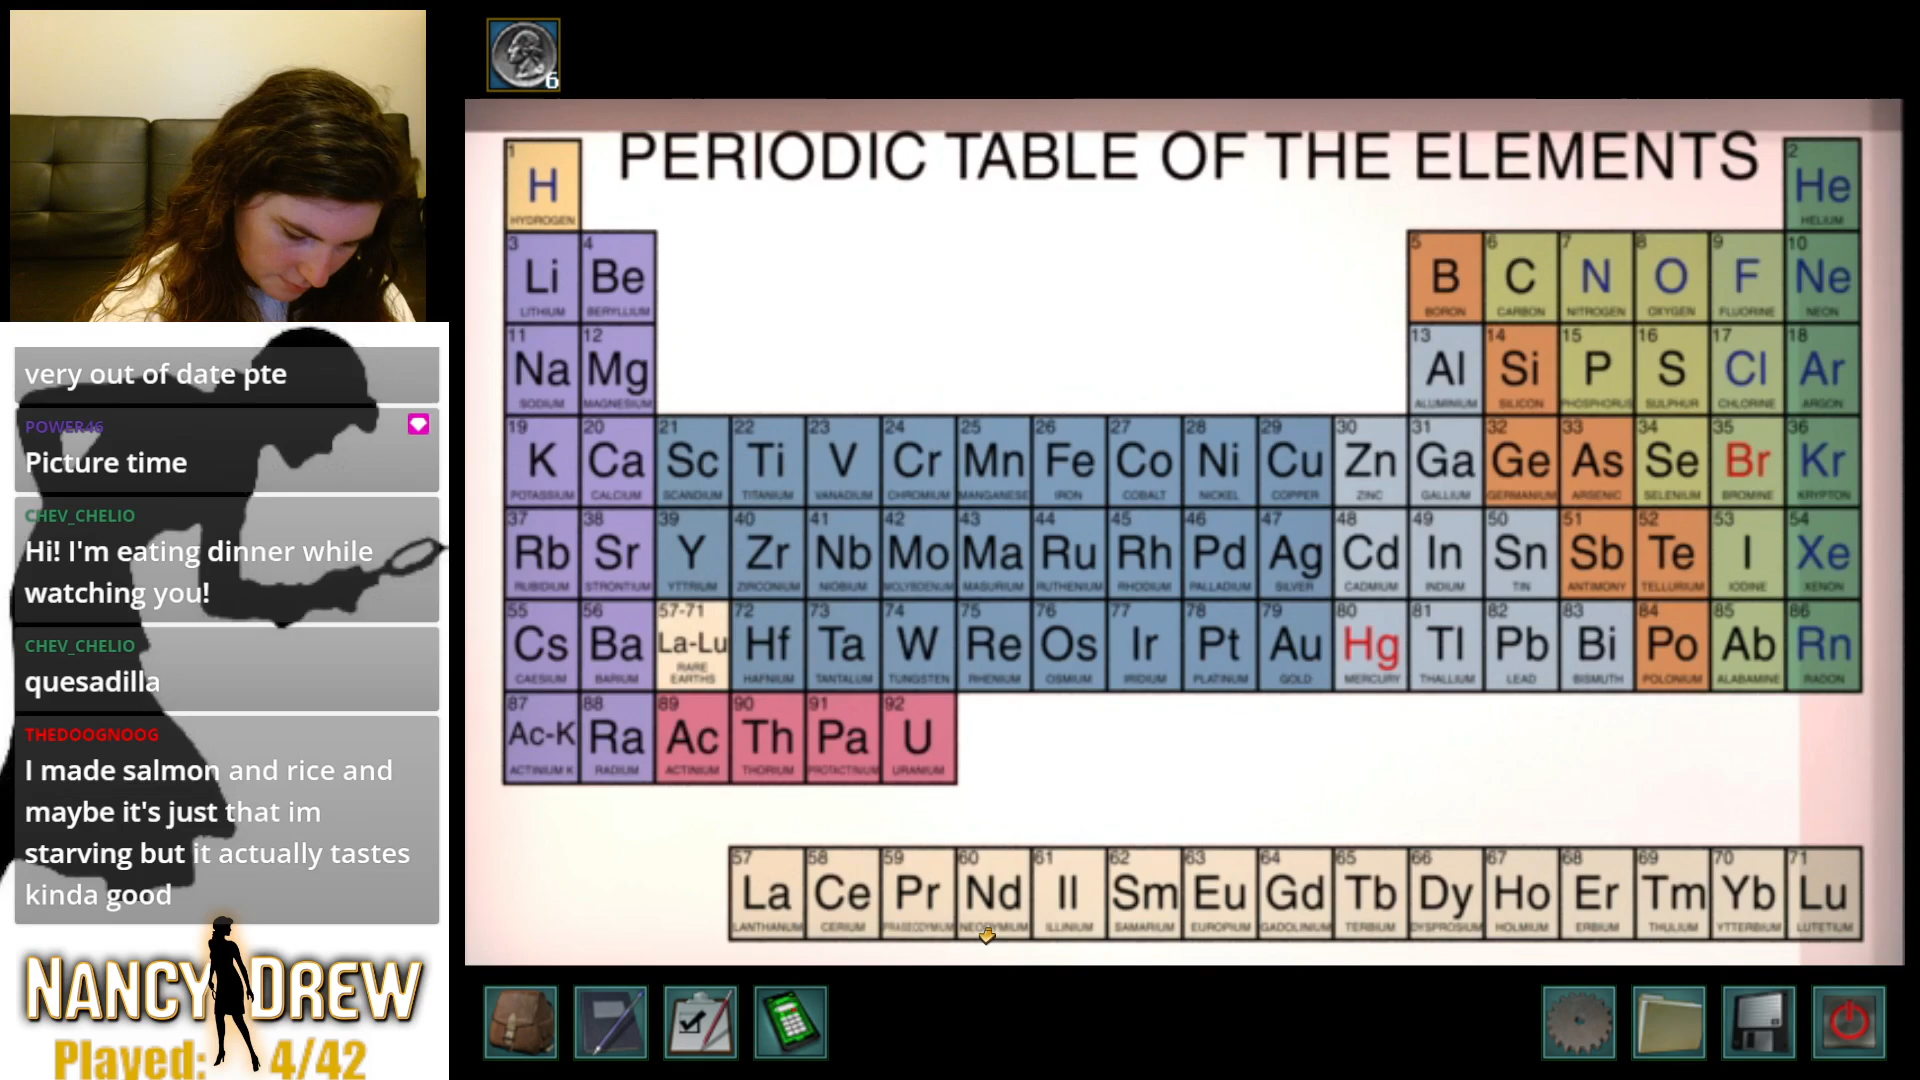 6
PERIODIC TABLE OF THE ELEMENTS
1 2
H He
HYDROGEN HELIUM
3 4 5 6 7 8 9 10
Li Be B C N O F Ne
LITHIUM BERYLLIUM BORON CARBON NITROGEN OXYGEN FLUORINE NEON
11 12 13 14 15 16 17 18
Na Mg Al Si P S Cl Ar
SODIUM MAGNESIUM ALUMINIUM SILICON PHOSPHORUS SULPHUR CHLORINE ARGON
19 20 21 22 23 24 25 26 27 28 29 30 31 32 33 34 35 36
K Ca Sc Ti V Cr Mn Fe Co Ni Cu Zn Ga Ge As Se Br Kr
POTASSIUM CALCIUM SCANDIUM TITANIUM VANADIUM CHROMIUM MANGANESE IRON COBALT NICKEL COPPER ZINC GALLIUM GERMANIUM ARSENIC SELENIUM BROMINE KRYPTON
37 38 39 40 41 42 43 44 45 46 47 48 49 50 51 52 53 54
Rb Sr Y Zr Nb Mo Ma Ru Rh Pd Ag Cd In Sn Sb Te I Xe
RUBIDIUM STRONTIUM YTTRIUM ZIRCONIUM NIOBIUM MOLYBDENUM MASURIUM RUTHENIUM RHODIUM PALLADIUM SILVER CADMIUM INDIUM TIN ANTIMONY TELLURIUM IODINE XENON
55 56 57-71 72 73 74 75 76 77 78 79 80 81 82 83 84 85 86
Cs Ba La-Lu Hf Ta W Re Os Ir Pt Au Hg Tl Pb Bi Po Ab Rn
CAESIUM BARIUM RARE EARTHS HAFNIUM TANTALUM TUNGSTEN RHENIUM OSMIUM IRIDIUM PLATINUM GOLD MERCURY THALLIUM LEAD BISMUTH POLONIUM ALABAMINE RADON
87 88 89 90 91 92
Ac-K Ra Ac Th Pa U
ACTINIUM K RADIUM ACTINIUM THORIUM PROTACTINIUM URANIUM
57 58 59 60 61 62 63 64 65 66 67 68 69 70 71
La Ce Pr Nd Il Sm Eu Gd Tb Dy Ho Er Tm Yb Lu
LANTHANUM CERIUM PRASEODYMIUM NEODYMIUM ILLINIUM SAMARIUM EUROPIUM GADOLINIUM TERBIUM DYSPROSIUM HOLMIUM ERBIUM THULIUM YTTERBIUM LUTETIUM
very out of date pte
POWER46
Picture time
CHEV_CHELIO
Hi! I'm eating dinner while
watching you!
CHEV_CHELIO
quesadilla
THEDOOGNOOG
I made salmon and rice and
maybe it's just that im
starving but it actually tastes
kinda good
NANCY DREW
Played: 4/42